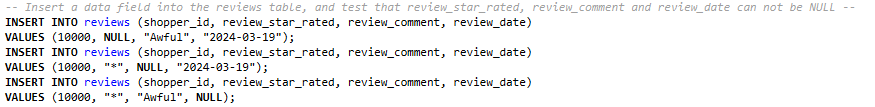 -- Insert a data field into the reviews table, and test that review_star_rated, review_comment and review_date can not be NULL --
INSERT INTO reviews (shopper_id, review_star_rated, review_comment, review_date)
VALUES (10000, NULL, "Awful", "2024-03-19");
INSERT INTO reviews (shopper_id, review_star_rated, review_comment, review_date)
VALUES (10000, "*", NULL, "2024-03-19");
INSERT INTO reviews (shopper_id, review_star_rated, review_comment, review_date)
VALUES (10000, "*", "Awful", NULL);